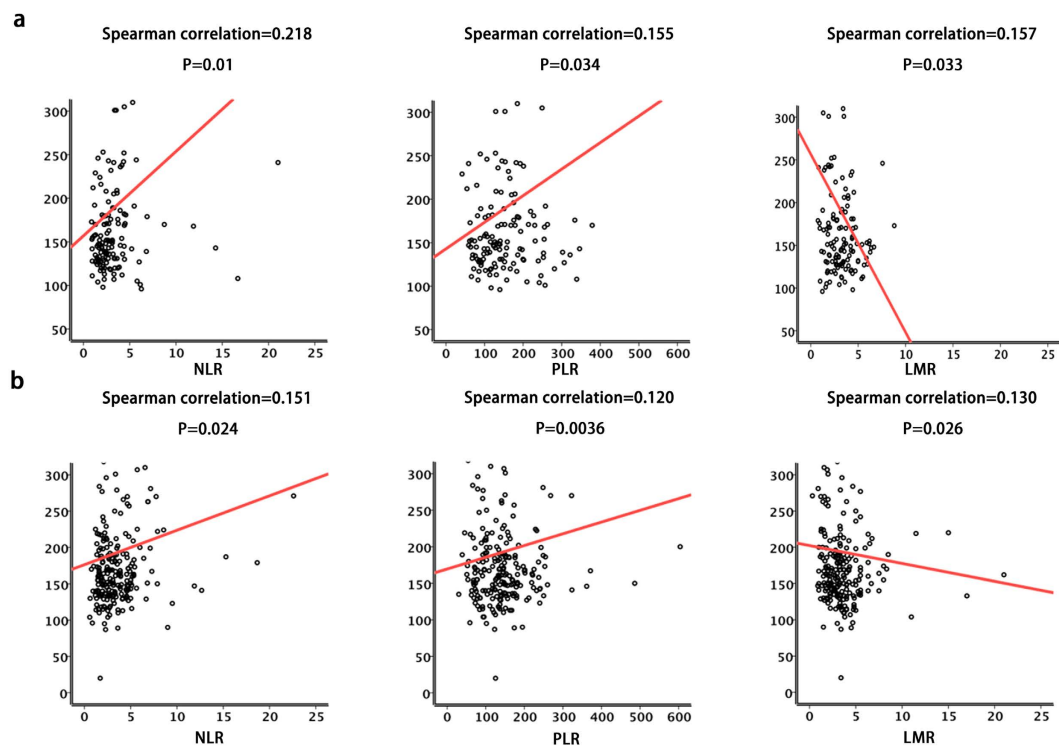 a
Spearman correlation=0.218
P=0.01
300
250
200
150
100
50
0 5 10 15 20 25
NLR
Spearman correlation=0.155
P=0.034
300
250
200
150
100
50
0 100 200 300 400 500 600
PLR
Spearman correlation=0.157
P=0.033
300
250
200
150
100
50
0 5 10 15 20 25
LMR
b
Spearman correlation=0.151
P=0.024
300
250
200
150
100
50
0
0 5 10 15 20 25
NLR
Spearman correlation=0.120
P=0.0036
300
250
200
150
100
50
0
0 100 200 300 400 500 600
PLR
Spearman correlation=0.130
P=0.026
300
250
200
150
100
50
0
0 5 10 15 20 25
LMR